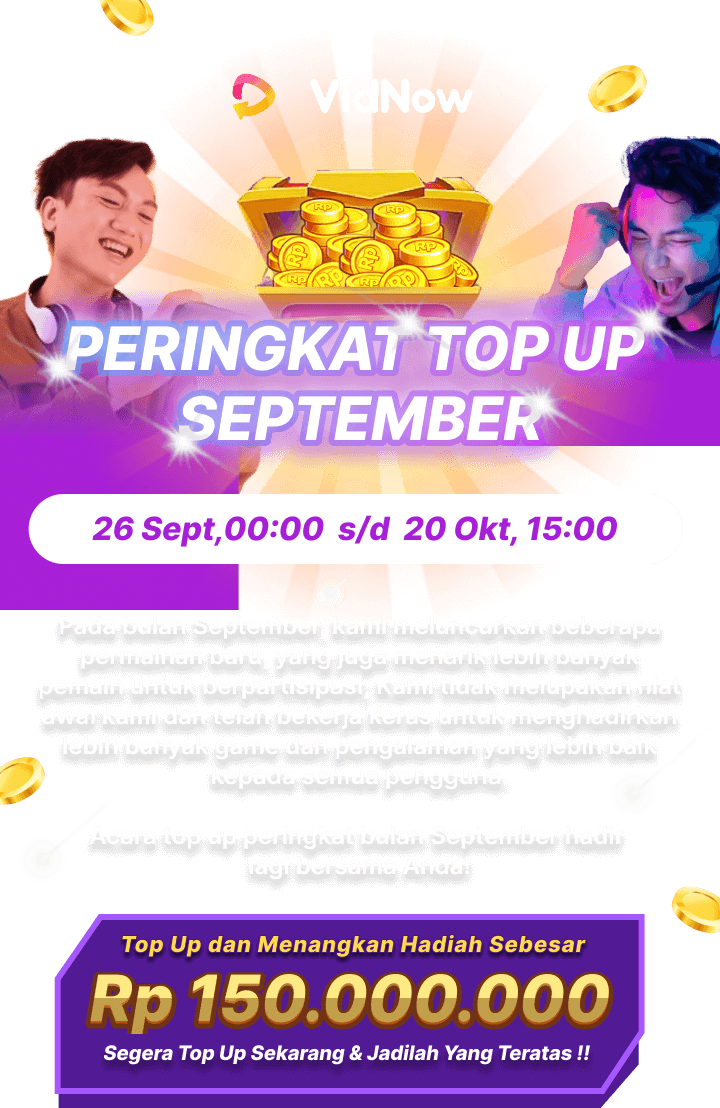 VidNow
PERINGKAT TOP UP
SEPTEMBER
26 Sept,00:00 s/d 20 Okt, 15:00
Pada bulan September, kami meluncurkan beberapa
permainan baru, yang juga menarik lebih banyak
pemain untuk berpartisipasi, Kami tidak melupakan niat
awal kami dan telah bekerja keras untuk menghadirkan
lebih banyak game dan pengalaman yang lebih baik
kepada semua pengguna.
Acara top up peringkat bulan September hadir
lagi bersama Anda!
Top Up dan Menangkan Hadiah Sebesar
Rp 150.000.000
Segera Top Up Sekarang & Jadilah Yang Teratas !!